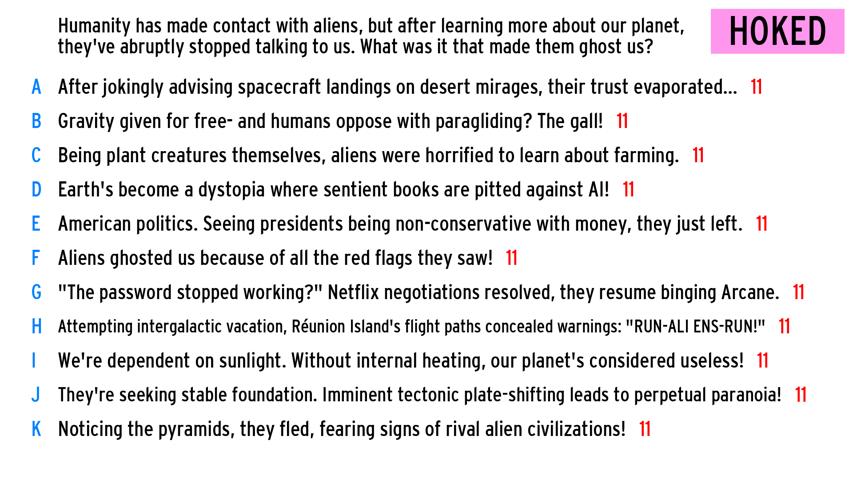 Humanity has made contact with aliens, but after learning more about our planet,
they've abruptly stopped talking to us. What was it that made them ghost us?
HOKED
A After jokingly advising spacecraft landings on desert mirages, their trust evaporated... 11
B Gravity given for free- and humans oppose with paragliding? The gall! 11
C Being plant creatures themselves, aliens were horrified to learn about farming. 11
D Earth's become a dystopia where sentient books are pitted against AI! 11
E American politics. Seeing presidents being non-conservative with money, they just left. 11
F Aliens ghosted us because of all the red flags they saw! 11
G "The password stopped working?" Netflix negotiations resolved, they resume binging Arcane. 11
H Attempting intergalactic vacation, Réunion Island's flight paths concealed warnings: "RUN-ALI ENS-RUN!" 11
I We're dependent on sunlight. Without internal heating, our planet's considered useless! 11
J They're seeking stable foundation. Imminent tectonic plate-shifting leads to perpetual paranoia! 11
K Noticing the pyramids, they fled, fearing signs of rival alien civilizations! 11